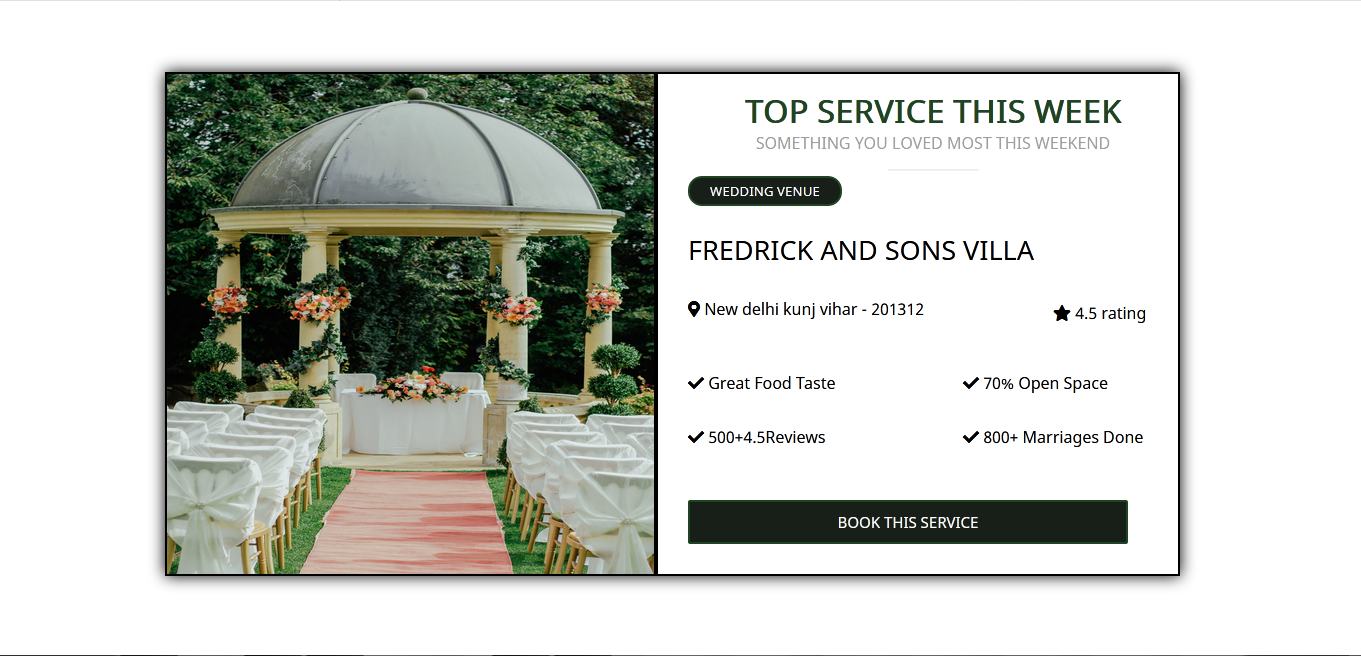 TOP SERVICE THIS WEEK
SOMETHING YOU LOVED MOST THIS WEEKEND
WEDDING VENUE
FREDRICK AND SONS VILLA
New delhi kunj vihar - 201312
4.5 rating
Great Food Taste
70% Open Space
500+4.5Reviews
800+ Marriages Done
BOOK THIS SERVICE